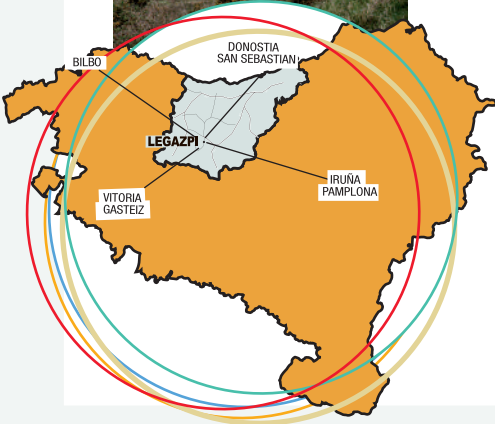 DONOSTIA
SAN SEBASTIAN
BILBO
LEGAZPI
IRUÑA
PAMPLONA
VITORIA
GASTEIZ